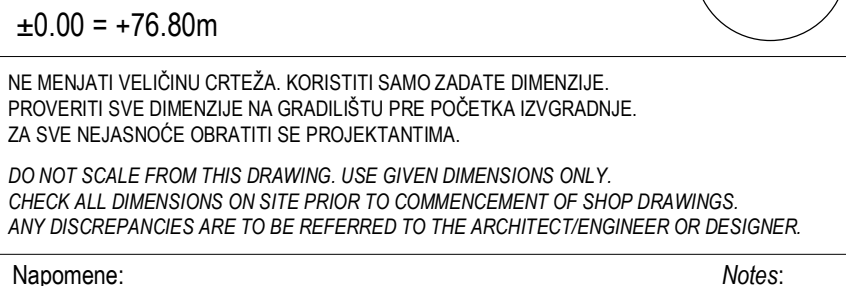 ±0.00 = +76.80m
NE MENJATI VELIČINU CRTEŽA. KORISTITI SAMO ZADATE DIMENZIJE.
PROVERITI SVE DIMENZIJE NA GRADILIŠTU PRE POČETKA IZVGRADNJE.
ZA SVE NEJASNOĆE OBRATITI SE PROJEKTANTIMA.
DO NOT SCALE FROM THIS DRAWING. USE GIVEN DIMENSIONS ONLY.
CHECK ALL DIMENSIONS ON SITE PRIOR TO COMMENCEMENT OF SHOP DRAWINGS.
ANY DISCREPANCIES ARE TO BE REFERRED TO THE ARCHITECT/ENGINEER OR DESIGNER.
Napomene: Notes: